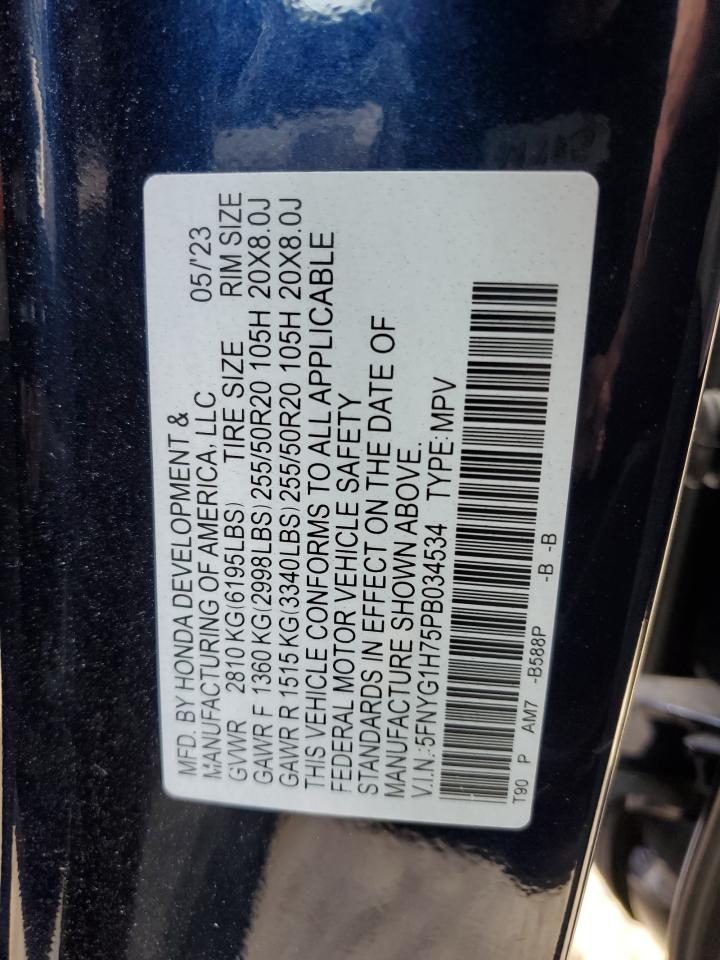 MFD. BY HONDA DEVELOPMENT &
MANUFACTURING OF AMERICA, LLC 05/'23
GVWR 2810 KG(6195LBS) TIRE SIZE RIM SIZE
GAWR F 1360 KG(2998LBS) 255/50R20 105H 20X8.0J
GAWR R 1515 KG(3340LBS) 255/50R20 105H 20X8.0J
THIS VEHICLE CONFORMS TO ALL APPLICABLE
FEDERAL MOTOR VEHICLE SAFETY
STANDARDS IN EFFECT ON THE DATE OF
MANUFACTURE SHOWN ABOVE.
V.I.N.:5FNYG1H75PB034534 TYPE:MPV
T90 P AM7 -B588P -B -B